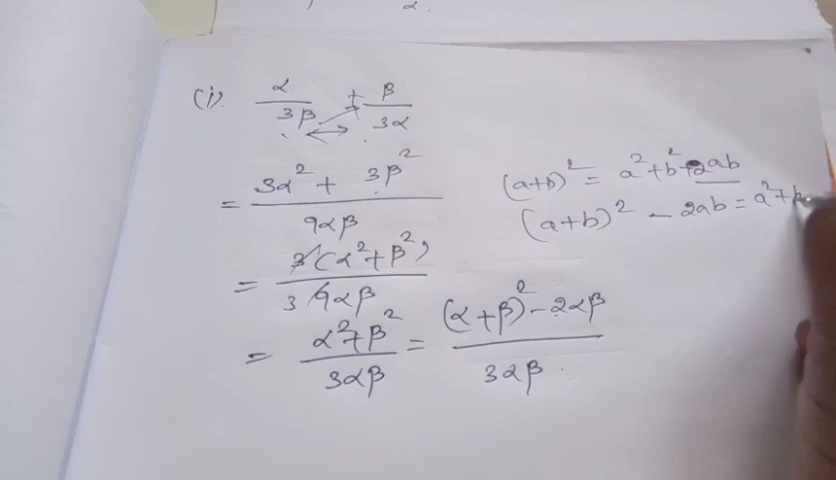 (i). α/3β + β/3α
= 3α² + 3β² / 9αβ
= 3(α²+β²) / 3 9αβ
= α²+β² / 3αβ = (α+β)² - 2αβ / 3αβ
(a+b)² = a²+b²+2ab
(a+b)² - 2ab = a²+b